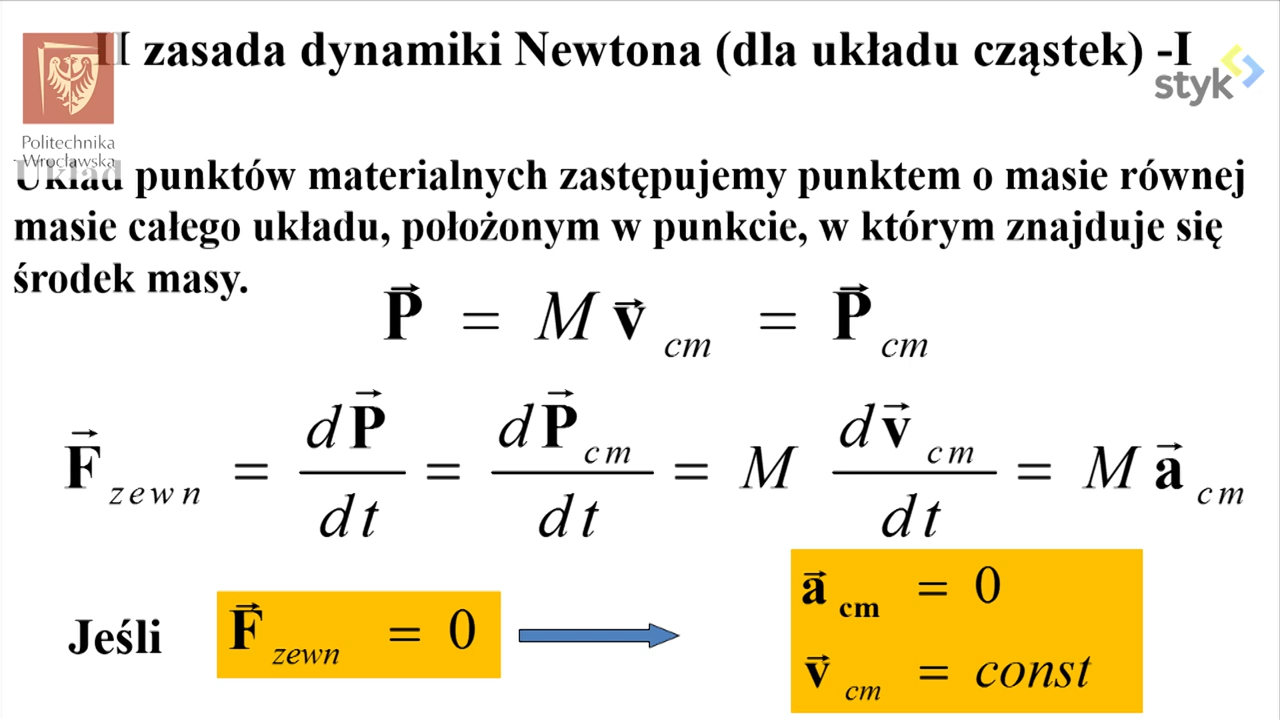 II zasada dynamiki Newtona (dla układu cząstek) -I
styk
Politechnika
Wrocławska
Układ punktów materialnych zastępujemy punktem o masie równej
masie całego układu, położonym w punkcie, w którym znajduje się
środek masy.
P⃗ = M v⃗ cm = P⃗ cm
F⃗ zewn = dP⃗/dt = dP⃗ cm/dt = M dv⃗ cm/dt = M a⃗ cm
Jeśli F⃗ zewn = 0
a⃗ cm = 0
v⃗ cm = const